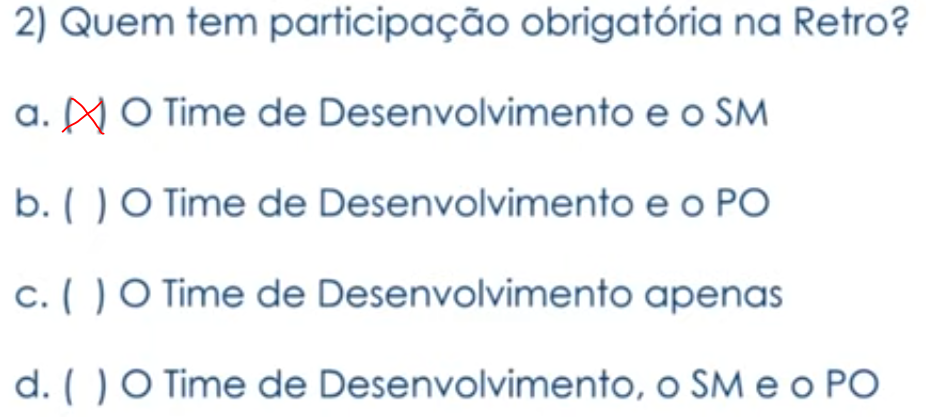 2) Quem tem participação obrigatória na Retro?
a. (X) O Time de Desenvolvimento e o SM
b. ( ) O Time de Desenvolvimento e o PO
c. ( ) O Time de Desenvolvimento apenas
d. ( ) O Time de Desenvolvimento, o SM e o PO